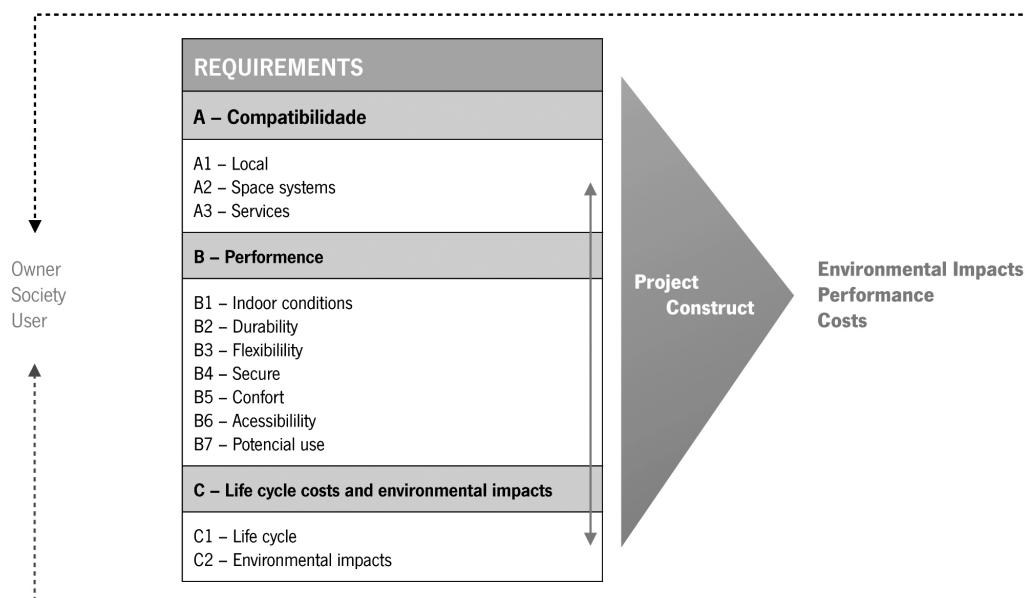 REQUIREMENTS
A – Compatibilidade
A1 – Local
A2 – Space systems
A3 – Services
B – Performence
B1 – Indoor conditions
B2 – Durability
B3 – Flexibilility
B4 – Secure
B5 – Confort
B6 – Acessibilility
B7 – Potencial use
C – Life cycle costs and environmental impacts
C1 – Life cycle
C2 – Environmental impacts
Owner
Society
User
Project
Construct
Environmental Impacts
Performance
Costs